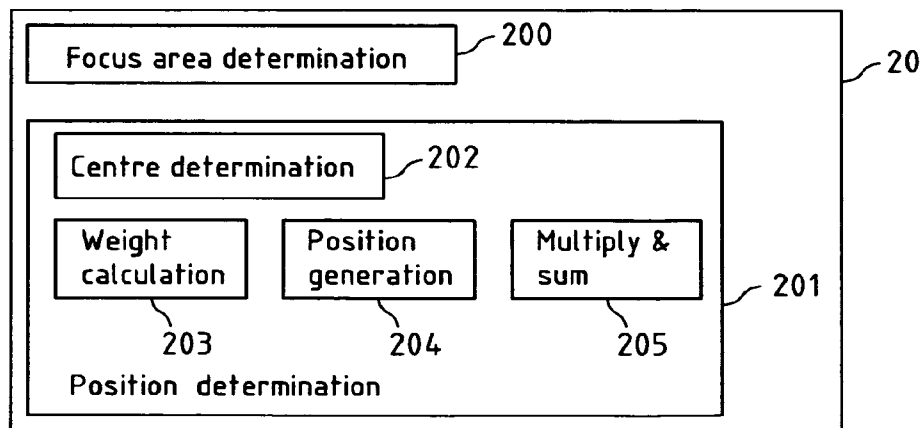 Focus area determination
200
20
Centre determination
202
Weight
calculation
Position
generation
Multiply &
sum
201
203
204
205
Position determination